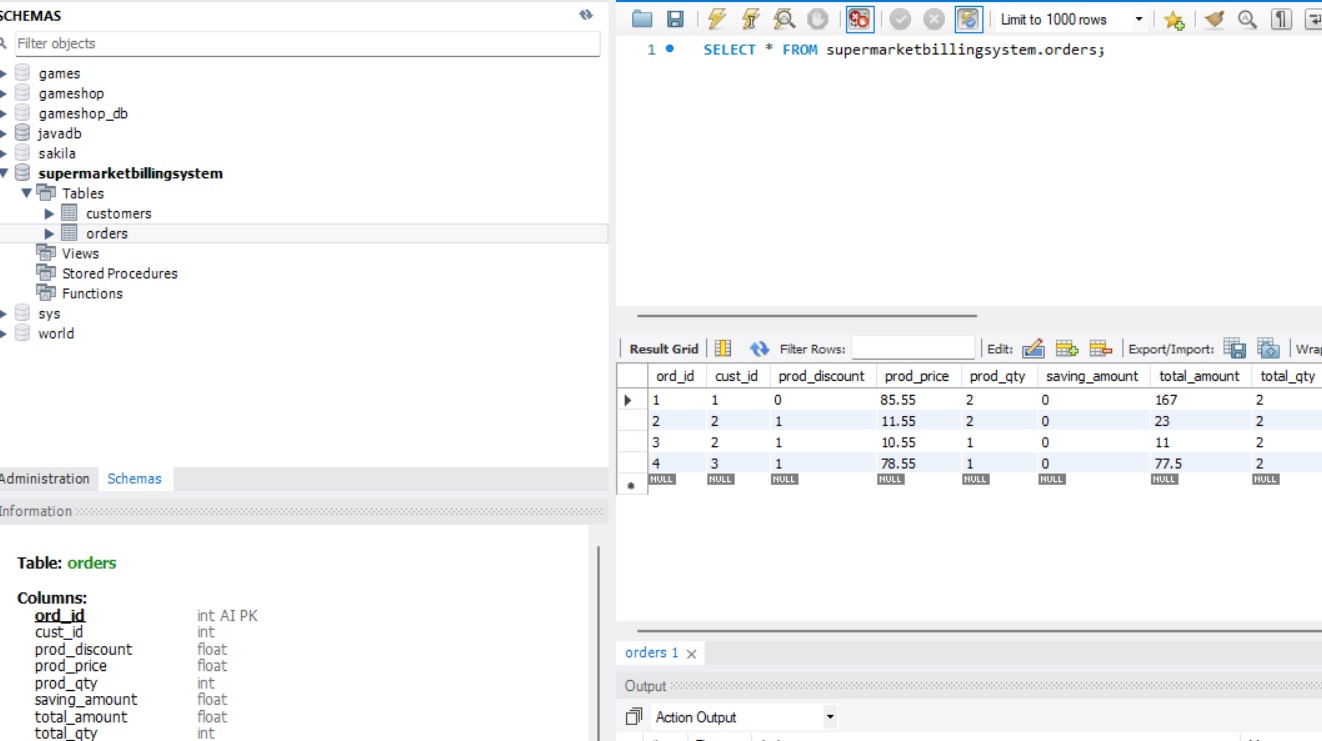 SCHEMAS
Filter objects
games
gameshop
gameshop_db
javadb
sakila
supermarketbillingsystem
Tables
customers
orders
Views
Stored Procedures
Functions
sys
world
Administration Schemas
Information
Table: orders
Columns:
ord_id int AI PK
cust_id int
prod_discount float
prod_price float
prod_qty int
saving_amount float
total_amount float
total_qty int
Limit to 1000 rows
1 SELECT * FROM supermarketbillingsystem.orders;
Result Grid Filter Rows: Edit: Export/Import: Wrap
ord_id cust_id prod_discount prod_price prod_qty saving_amount total_amount total_qty
1 1 0 85.55 2 0 167 2
2 2 1 11.55 2 0 23 2
3 2 1 10.55 1 0 11 2
4 3 1 78.55 1 0 77.5 2
NULL NULL NULL NULL NULL NULL NULL NULL
orders 1
Output
Action Output